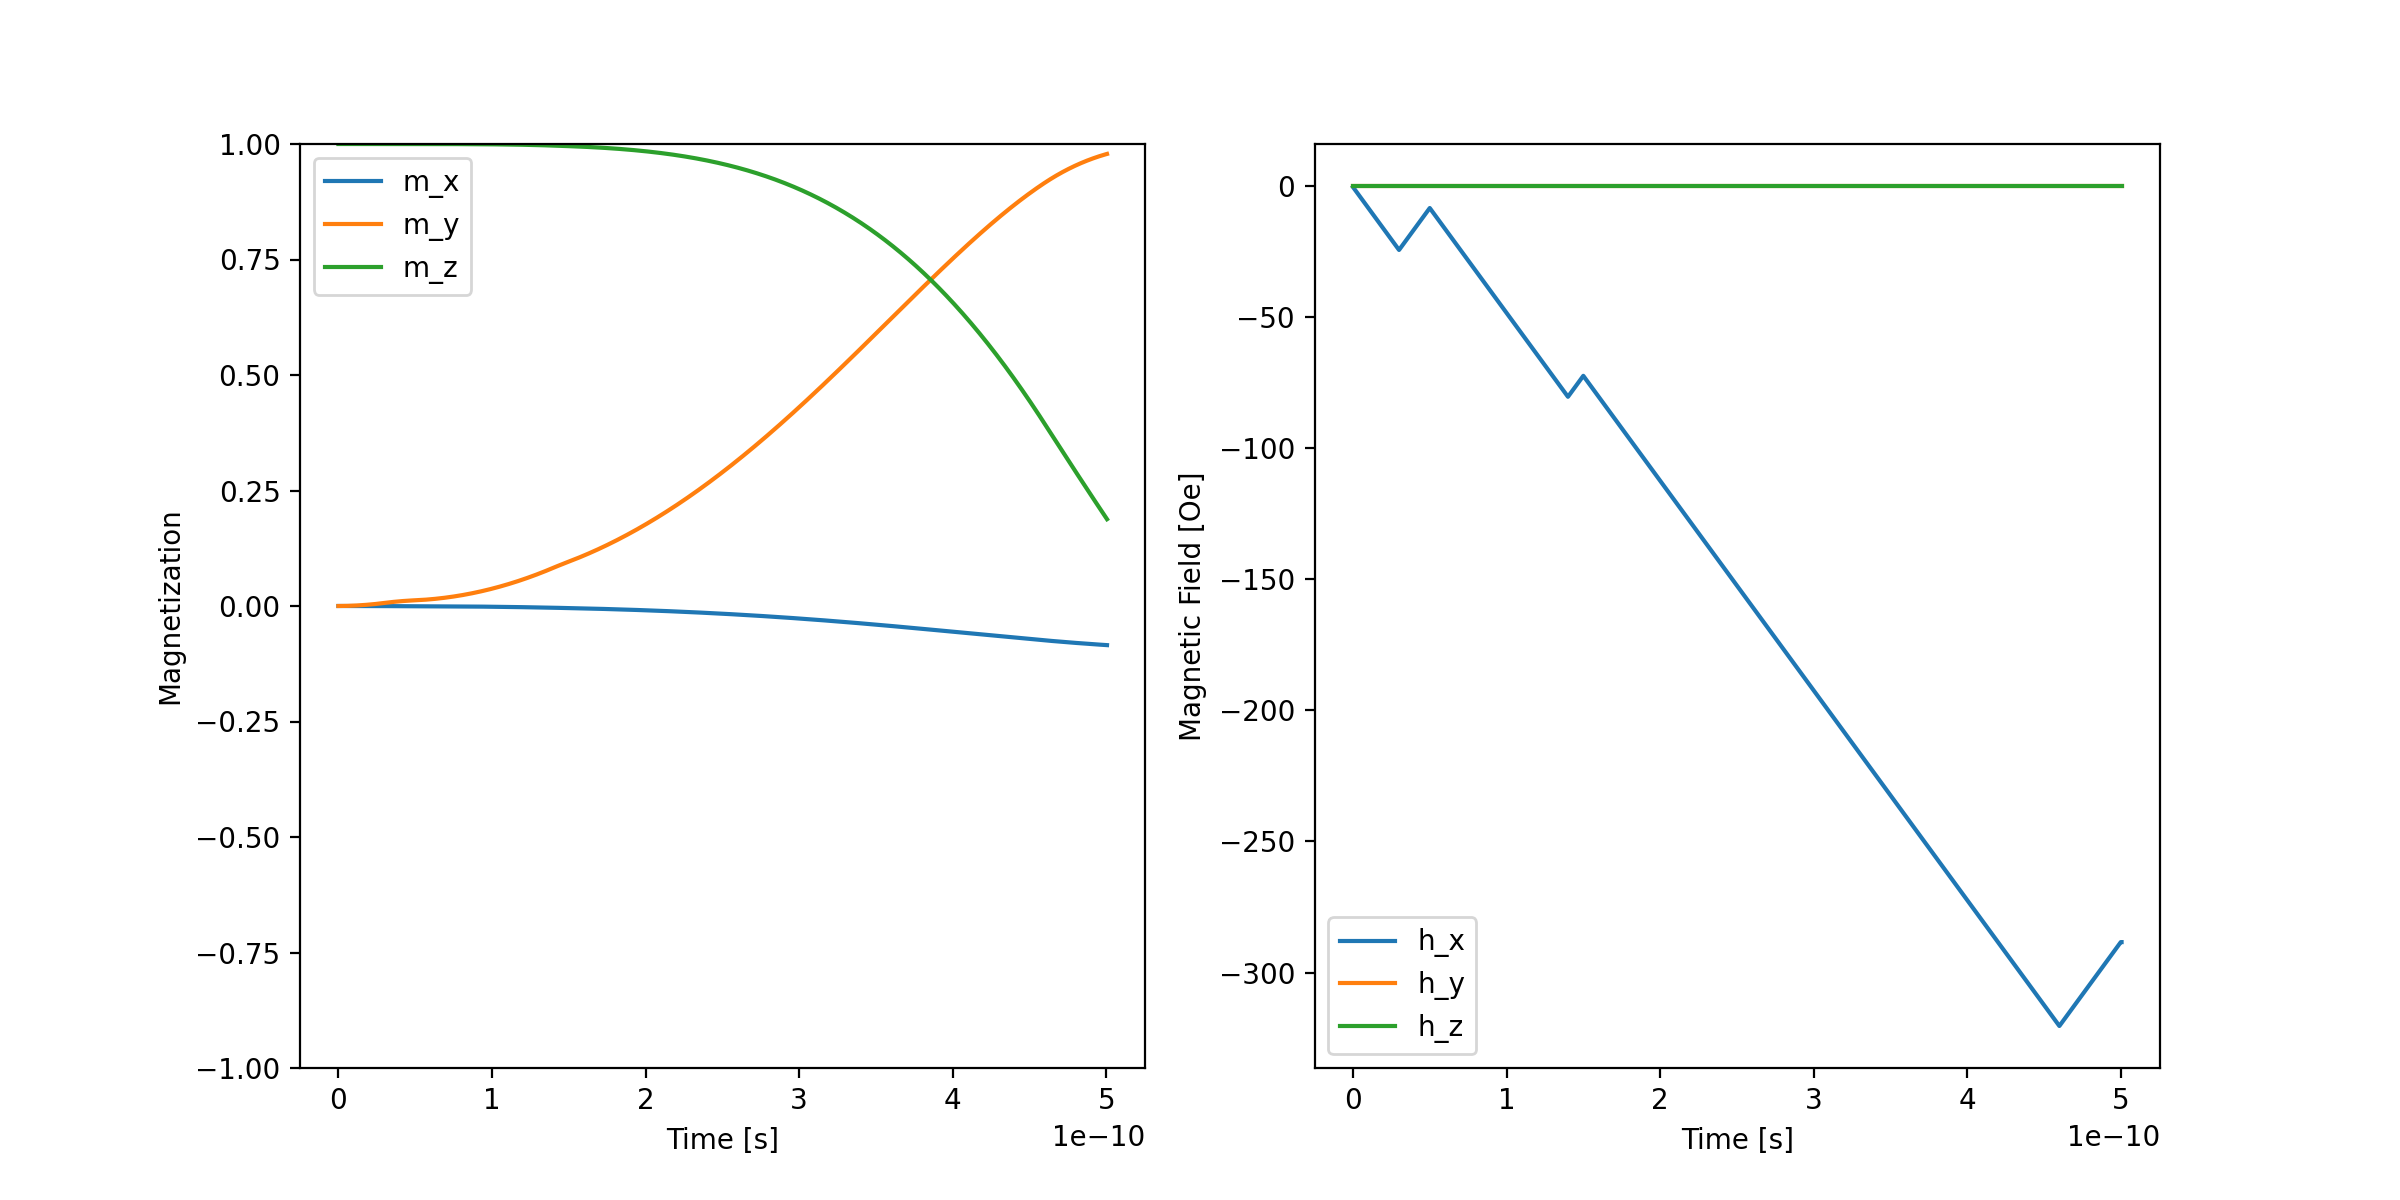 1.00
0.75
0.50
0.25
0.00
−0.25
−0.50
−0.75
−1.00
Magnetization
m_x
m_y
m_z
0 1 2 3 4 5
1e−10
Time [s]
0
−50
−100
−150
−200
−250
−300
Magnetic Field [Oe]
h_x
h_y
h_z
0 1 2 3 4 5
1e−10
Time [s]